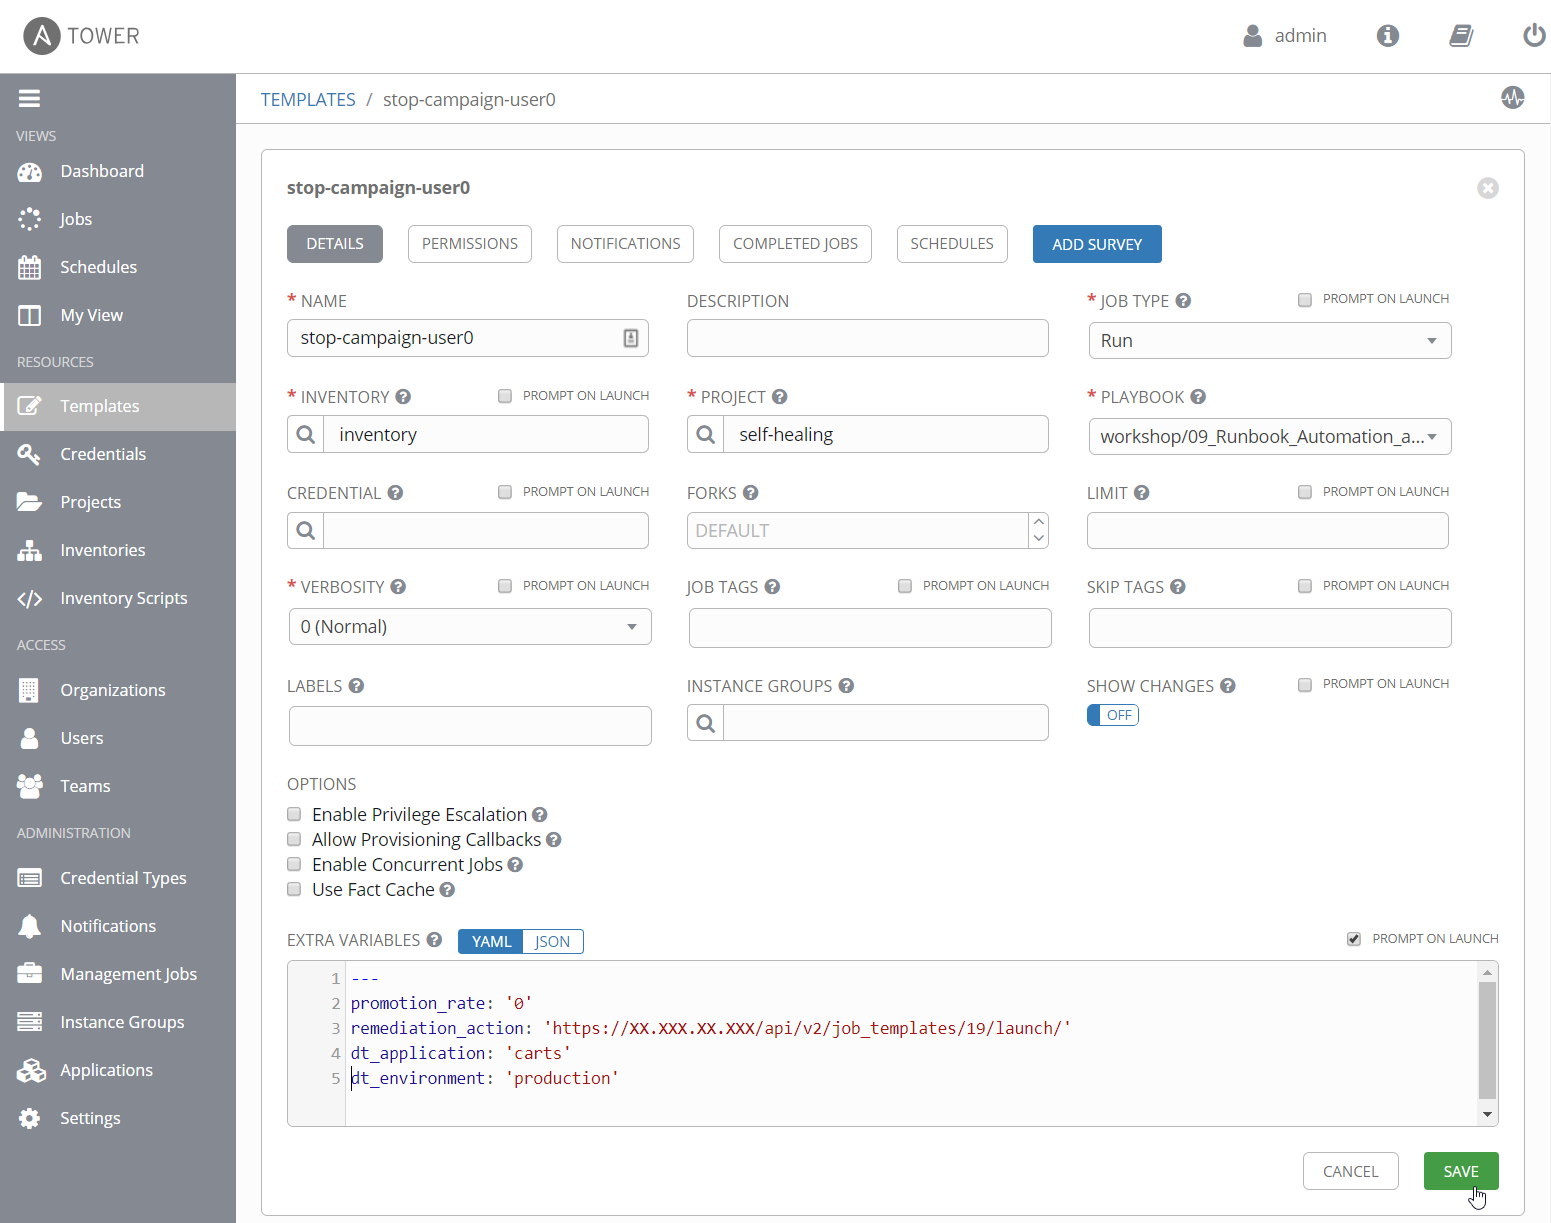 A TOWER
admin
VIEWS
Dashboard
Jobs
Schedules
My View
RESOURCES
Templates
Credentials
Projects
Inventories
Inventory Scripts
ACCESS
Organizations
Users
Teams
ADMINISTRATION
Credential Types
Notifications
Management Jobs
Instance Groups
Applications
Settings
TEMPLATES / stop-campaign-user0
stop-campaign-user0
DETAILS PERMISSIONS NOTIFICATIONS COMPLETED JOBS SCHEDULES ADD SURVEY
* NAME DESCRIPTION * JOB TYPE ? PROMPT ON LAUNCH
stop-campaign-user0 Run
* INVENTORY ? PROMPT ON LAUNCH * PROJECT ? * PLAYBOOK ?
inventory self-healing workshop/09_Runbook_Automation_a...
CREDENTIAL ? PROMPT ON LAUNCH FORKS ? LIMIT ? PROMPT ON LAUNCH
DEFAULT
* VERBOSITY ? PROMPT ON LAUNCH JOB TAGS ? PROMPT ON LAUNCH SKIP TAGS ? PROMPT ON LAUNCH
0 (Normal)
LABELS ? INSTANCE GROUPS ? SHOW CHANGES ? PROMPT ON LAUNCH
OFF
OPTIONS
Enable Privilege Escalation ?
Allow Provisioning Callbacks ?
Enable Concurrent Jobs ?
Use Fact Cache ?
EXTRA VARIABLES ? YAML JSON PROMPT ON LAUNCH
1 ---
2 promotion_rate: '0'
3 remediation_action: 'https://XX.XXX.XX.XXX/api/v2/job_templates/19/launch/'
4 dt_application: 'carts'
5 dt_environment: 'production'
CANCEL SAVE